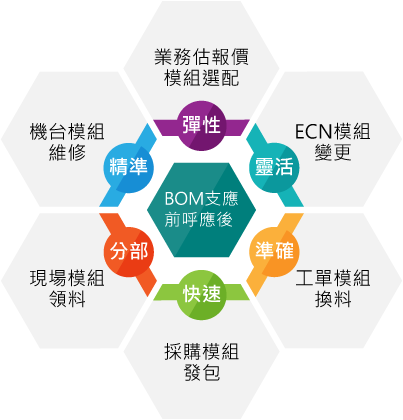 業務估報價
模組選配
彈性
ECN模組
變更
靈活
工單模組
換料
準確
採購模組
發包
快速
現場模組
領料
分部
機台模組
維修
精準
BOM支應
前呼應後